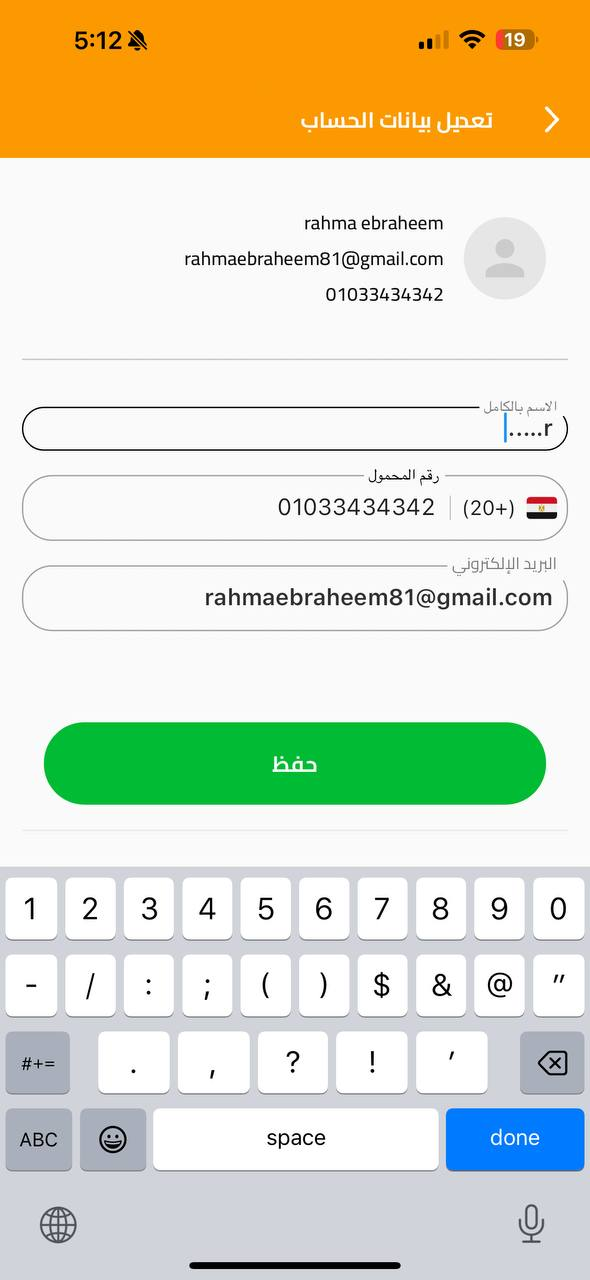 5:12
19
تعديل بيانات الحساب
rahma ebraheem
rahmaebraheem81@gmail.com
01033434342
الاسم بالكامل
r.....
رقم المحمول
(+20) 01033434342
البريد الإلكتروني
rahmaebraheem81@gmail.com
حفظ
1 2 3 4 5 6 7 8 9 0
- / : ; ( ) $ & @ "
#+= . , ? ! '
ABC space done